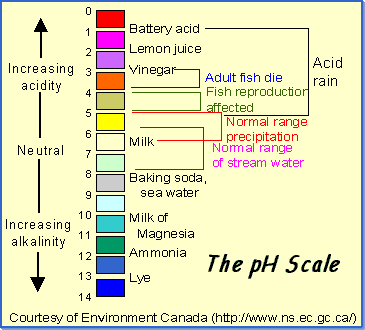 0
1
2
3
4
5
6
7
8
9
10
11
12
13
14
Increasing
acidity
Neutral
Increasing
alkalinity
Battery acid
Lemon juice
Vinegar
Milk
Baking soda,
sea water
Milk of
Magnesia
Ammonia
Lye
Acid
rain
Adult fish die
Fish reproduction
affected
Normal range
precipitation
Normal range
of stream water
The pH Scale
Courtesy of Environment Canada (http://www.ns.ec.gc.ca/)